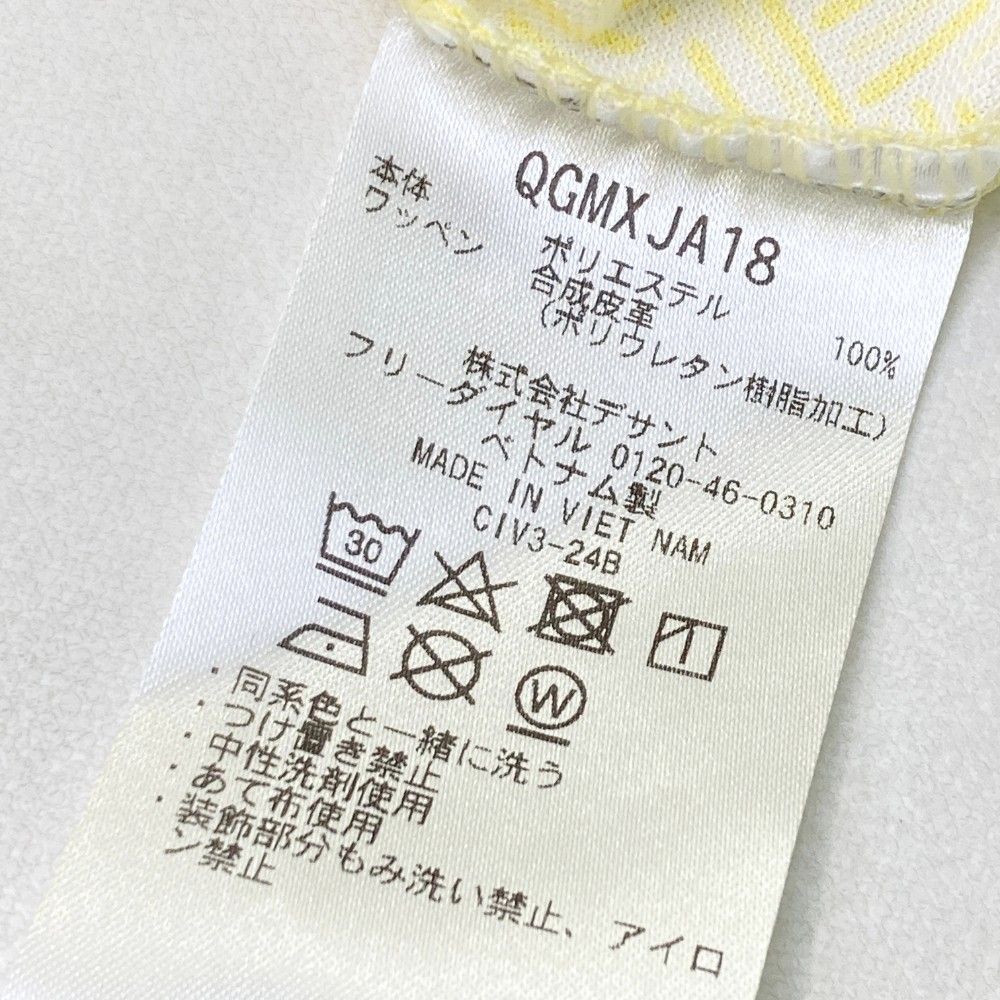 QGMXJA18
本体 ポリエステル 100%
ワッペン 合成皮革
(ポリウレタン樹脂加工)
株式会社デサント
フリーダイヤル 0120-46-0310
ベトナム製
MADE IN VIET NAM
CIV3-24B
30
W
・同系色と一緒に洗う
・つけ置き禁止
・中性洗剤使用
・あて布使用
・装飾部分もみ洗い禁止、アイロ
ン禁止